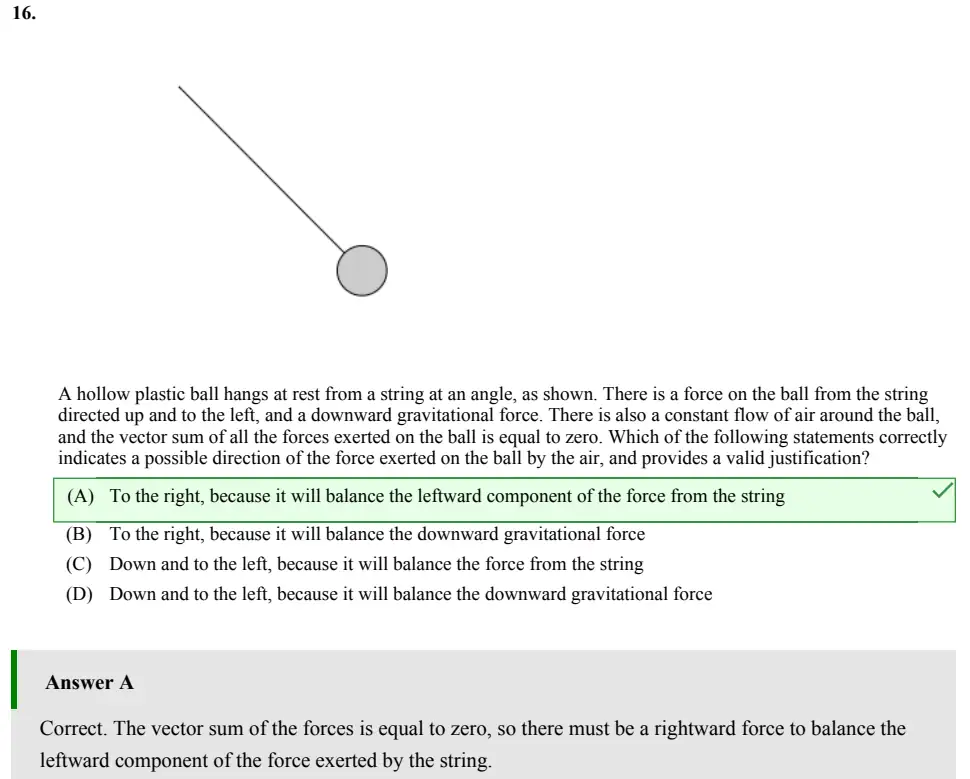 16.
A hollow plastic ball hangs at rest from a string at an angle, as shown. There is a force on the ball from the string
directed up and to the left, and a downward gravitational force. There is also a constant flow of air around the ball,
and the vector sum of all the forces exerted on the ball is equal to zero. Which of the following statements correctly
indicates a possible direction of the force exerted on the ball by the air, and provides a valid justification?
(A) To the right, because it will balance the leftward component of the force from the string
(B) To the right, because it will balance the downward gravitational force
(C) Down and to the left, because it will balance the force from the string
(D) Down and to the left, because it will balance the downward gravitational force
Answer A
Correct. The vector sum of the forces is equal to zero, so there must be a rightward force to balance the
leftward component of the force exerted by the string.